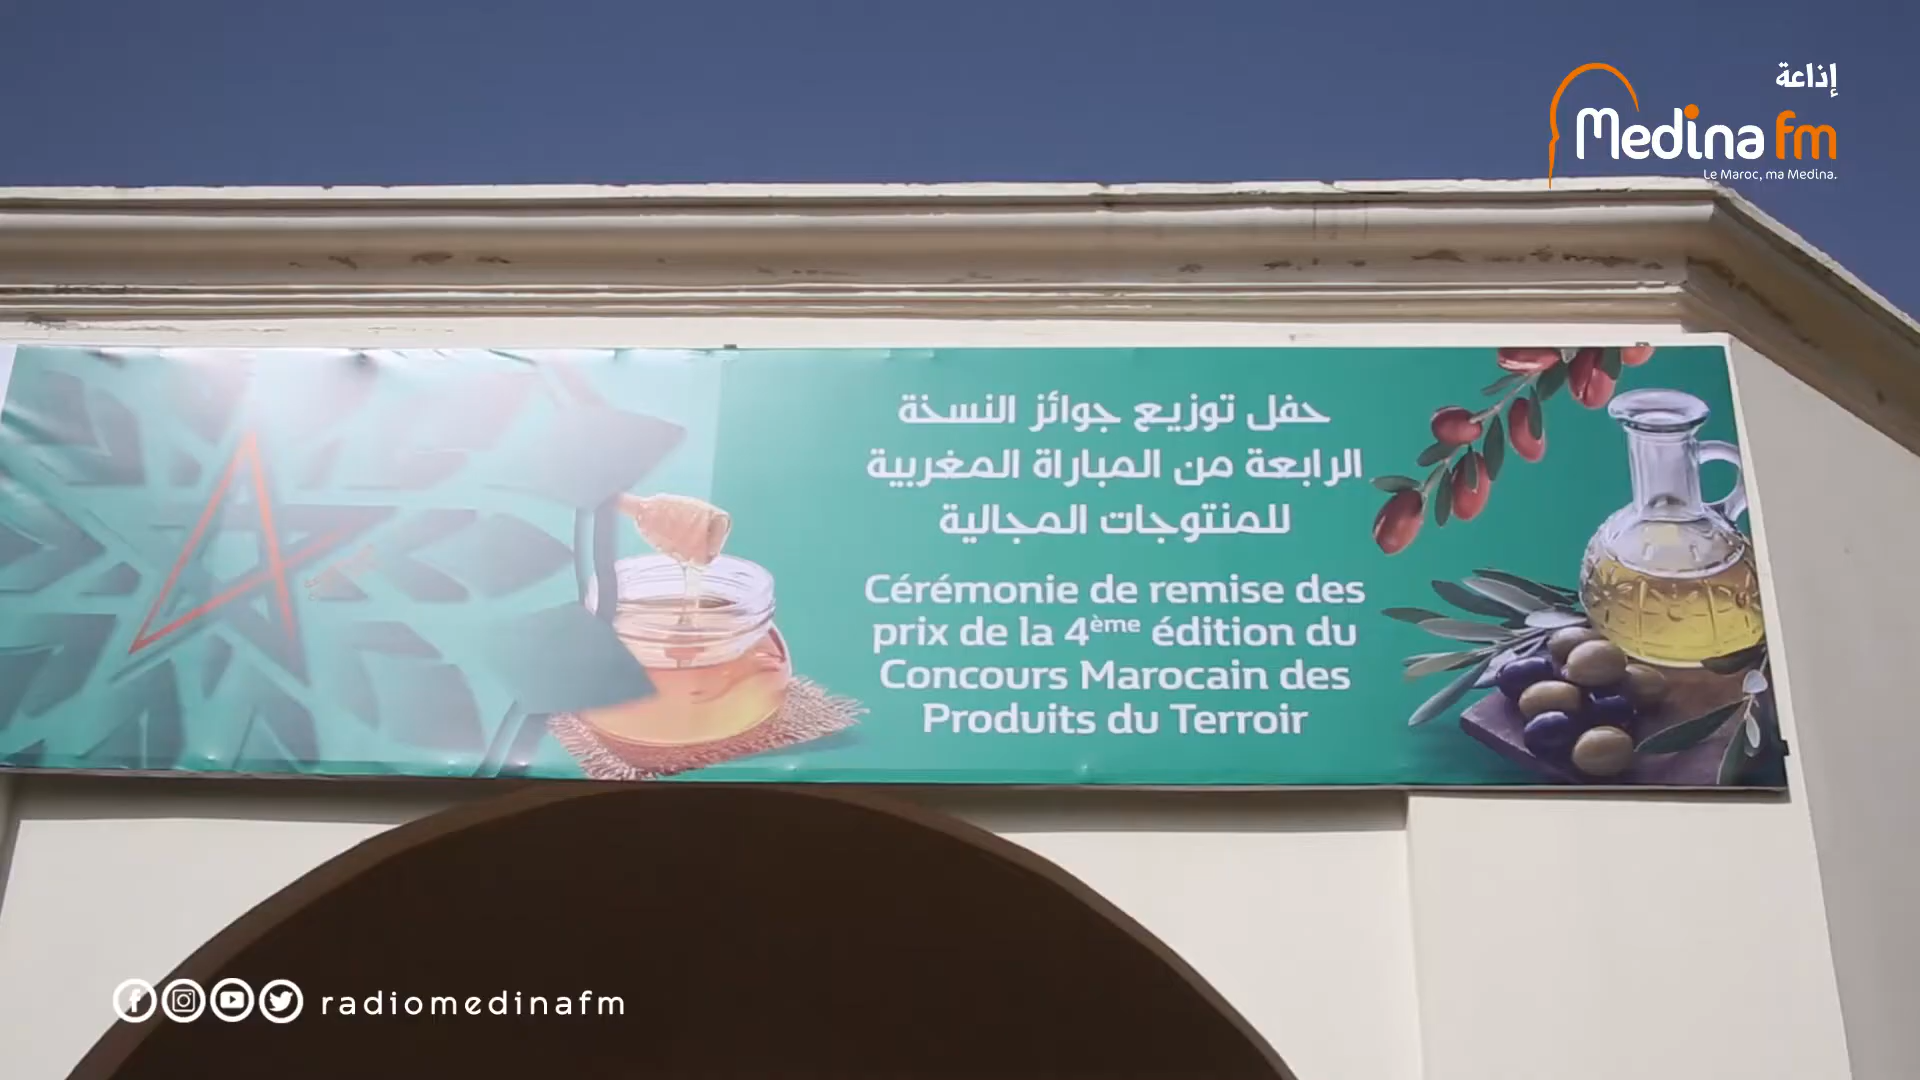 إذاعة
Medina fm
Le Maroc, ma Medina.
حفل توزيع جوائز النسخة
الرابعة من المباراة المغربية
للمنتوجات المجالية
Cérémonie de remise des
prix de la 4ème édition du
Concours Marocain des
Produits du Terroir
radiomedinafm